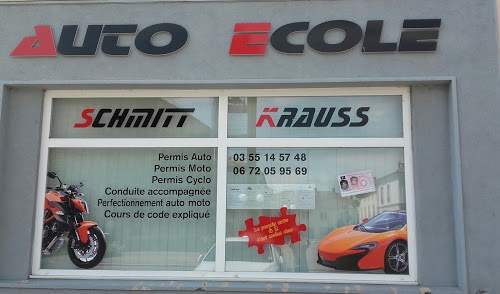 AUTO ECOLE
SCHMITT KRAUSS
Permis Auto
Permis Moto
Permis Cyclo
Conduite accompagnée
Perfectionnement auto moto
Cours de code expliqué
03 55 14 57 48
06 72 05 95 69